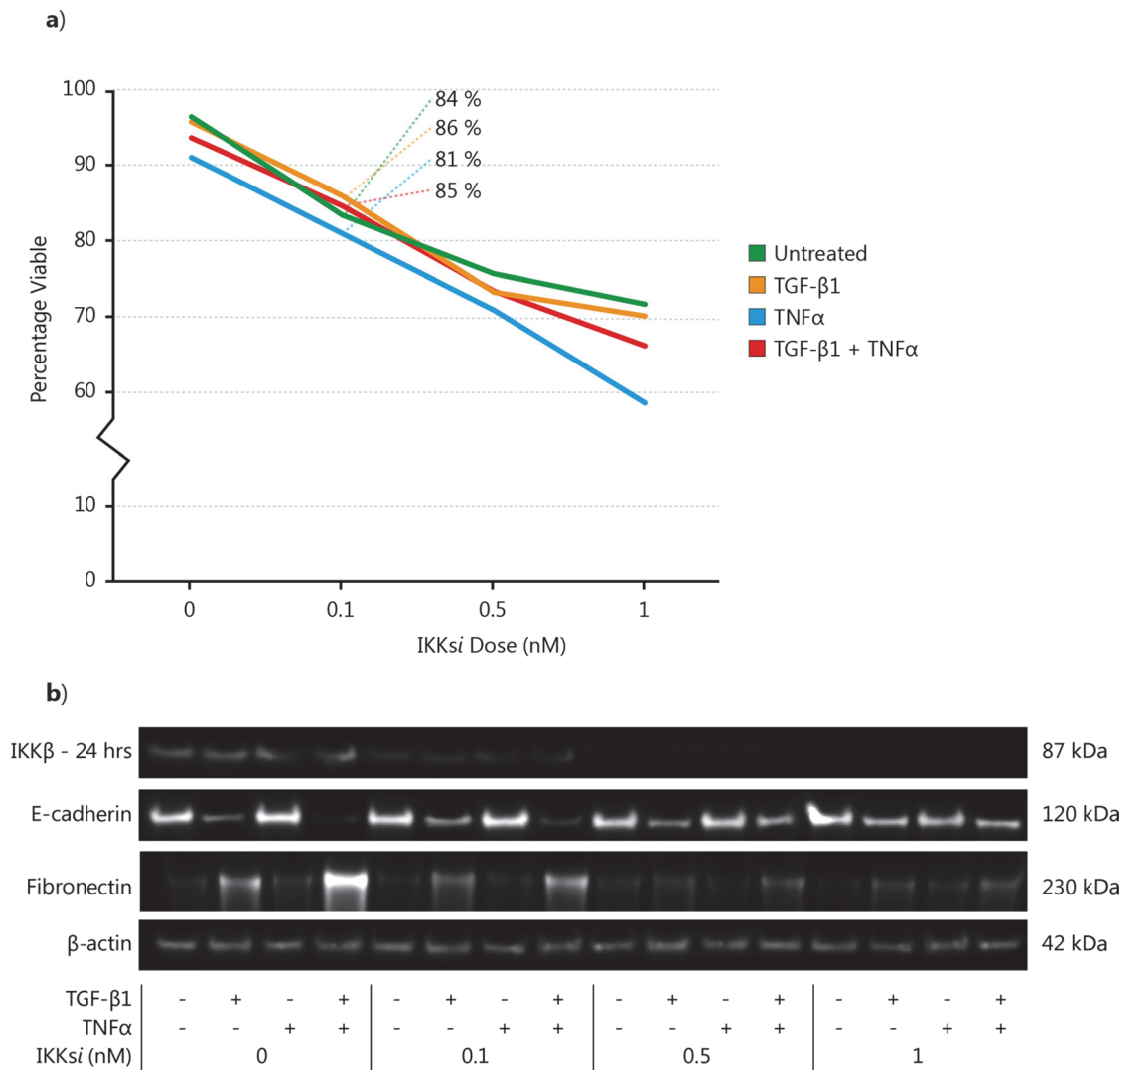 a)
100
90
80
70
60
10
0
Percentage Viable
84 %
86 %
81 %
85 %
Untreated
TGF-β1
TNFα
TGF-β1 + TNFα
0 0.1 0.5 1
IKKsi Dose (nM)
b)
IKKβ - 24 hrs 87 kDa
E-cadherin 120 kDa
Fibronectin 230 kDa
β-actin 42 kDa
TGF-β1 - + - + - + - + - + - + - + - +
TNFα - - + + - - + + - - + + - - + +
IKKsi (nM) 0 0.1 0.5 1